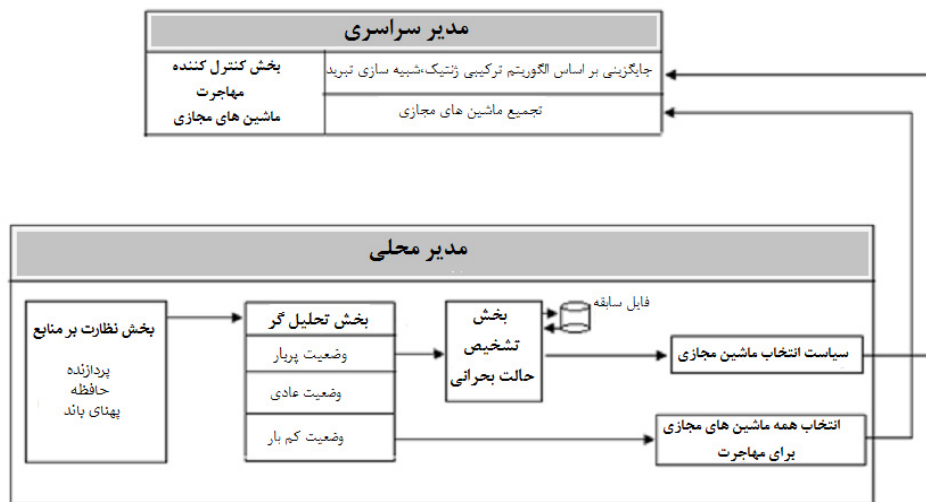 مدیر سراسری
بخش کنترل کننده
مهاجرت
ماشین های مجازی
جایگزینی بر اساس الگوریتم ترکیبی ژنتیک،شبیه سازی تبرید
تجمیع ماشین های مجازی
مدیر محلی
بخش نظارت بر منابع
پردازنده
حافظه
پهنای باند
بخش تحلیل گر
وضعیت پربار
وضعیت عادی
وضعیت کم بار
بخش
تشخیص
حالت بحرانی
فایل سابقه
سیاست انتخاب ماشین مجازی
انتخاب همه ماشین های مجازی
برای مهاجرت